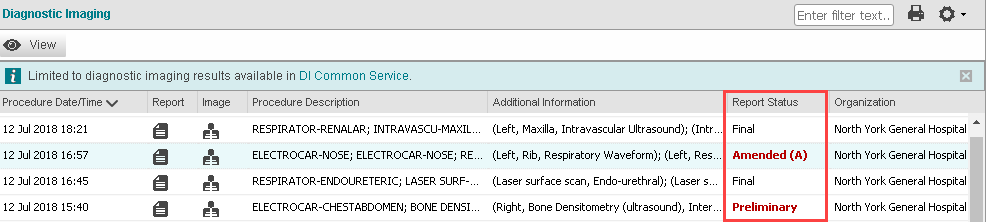 Diagnostic Imaging
Enter filter text..
View
Limited to diagnostic imaging results available in DI Common Service.
Procedure Date/Time Report Image Procedure Description Additional Information Report Status Organization
12 Jul 2018 18:21 RESPIRATOR-RENALAR; INTRAVASCU-MAXIL... (Left, Maxilla, Intravascular Ultrasound); (Intr... Final North York General Hospital
12 Jul 2018 16:57 ELECTROCAR-NOSE; ELECTROCAR-NOSE; RE... (Left, Rib, Respiratory Waveform); (Left, Res... Amended (A) North York General Hospital
12 Jul 2018 16:45 RESPIRATOR-ENDOURETERIC; LASER SURF-... (Laser surface scan, Endo-urethral); (Laser s... Final North York General Hospital
12 Jul 2018 15:40 ELECTROCAR-CHESTABDOMEN; BONE DENSI... (Right, Bone Densitometry (ultrasound), Inter... Preliminary North York General Hospital